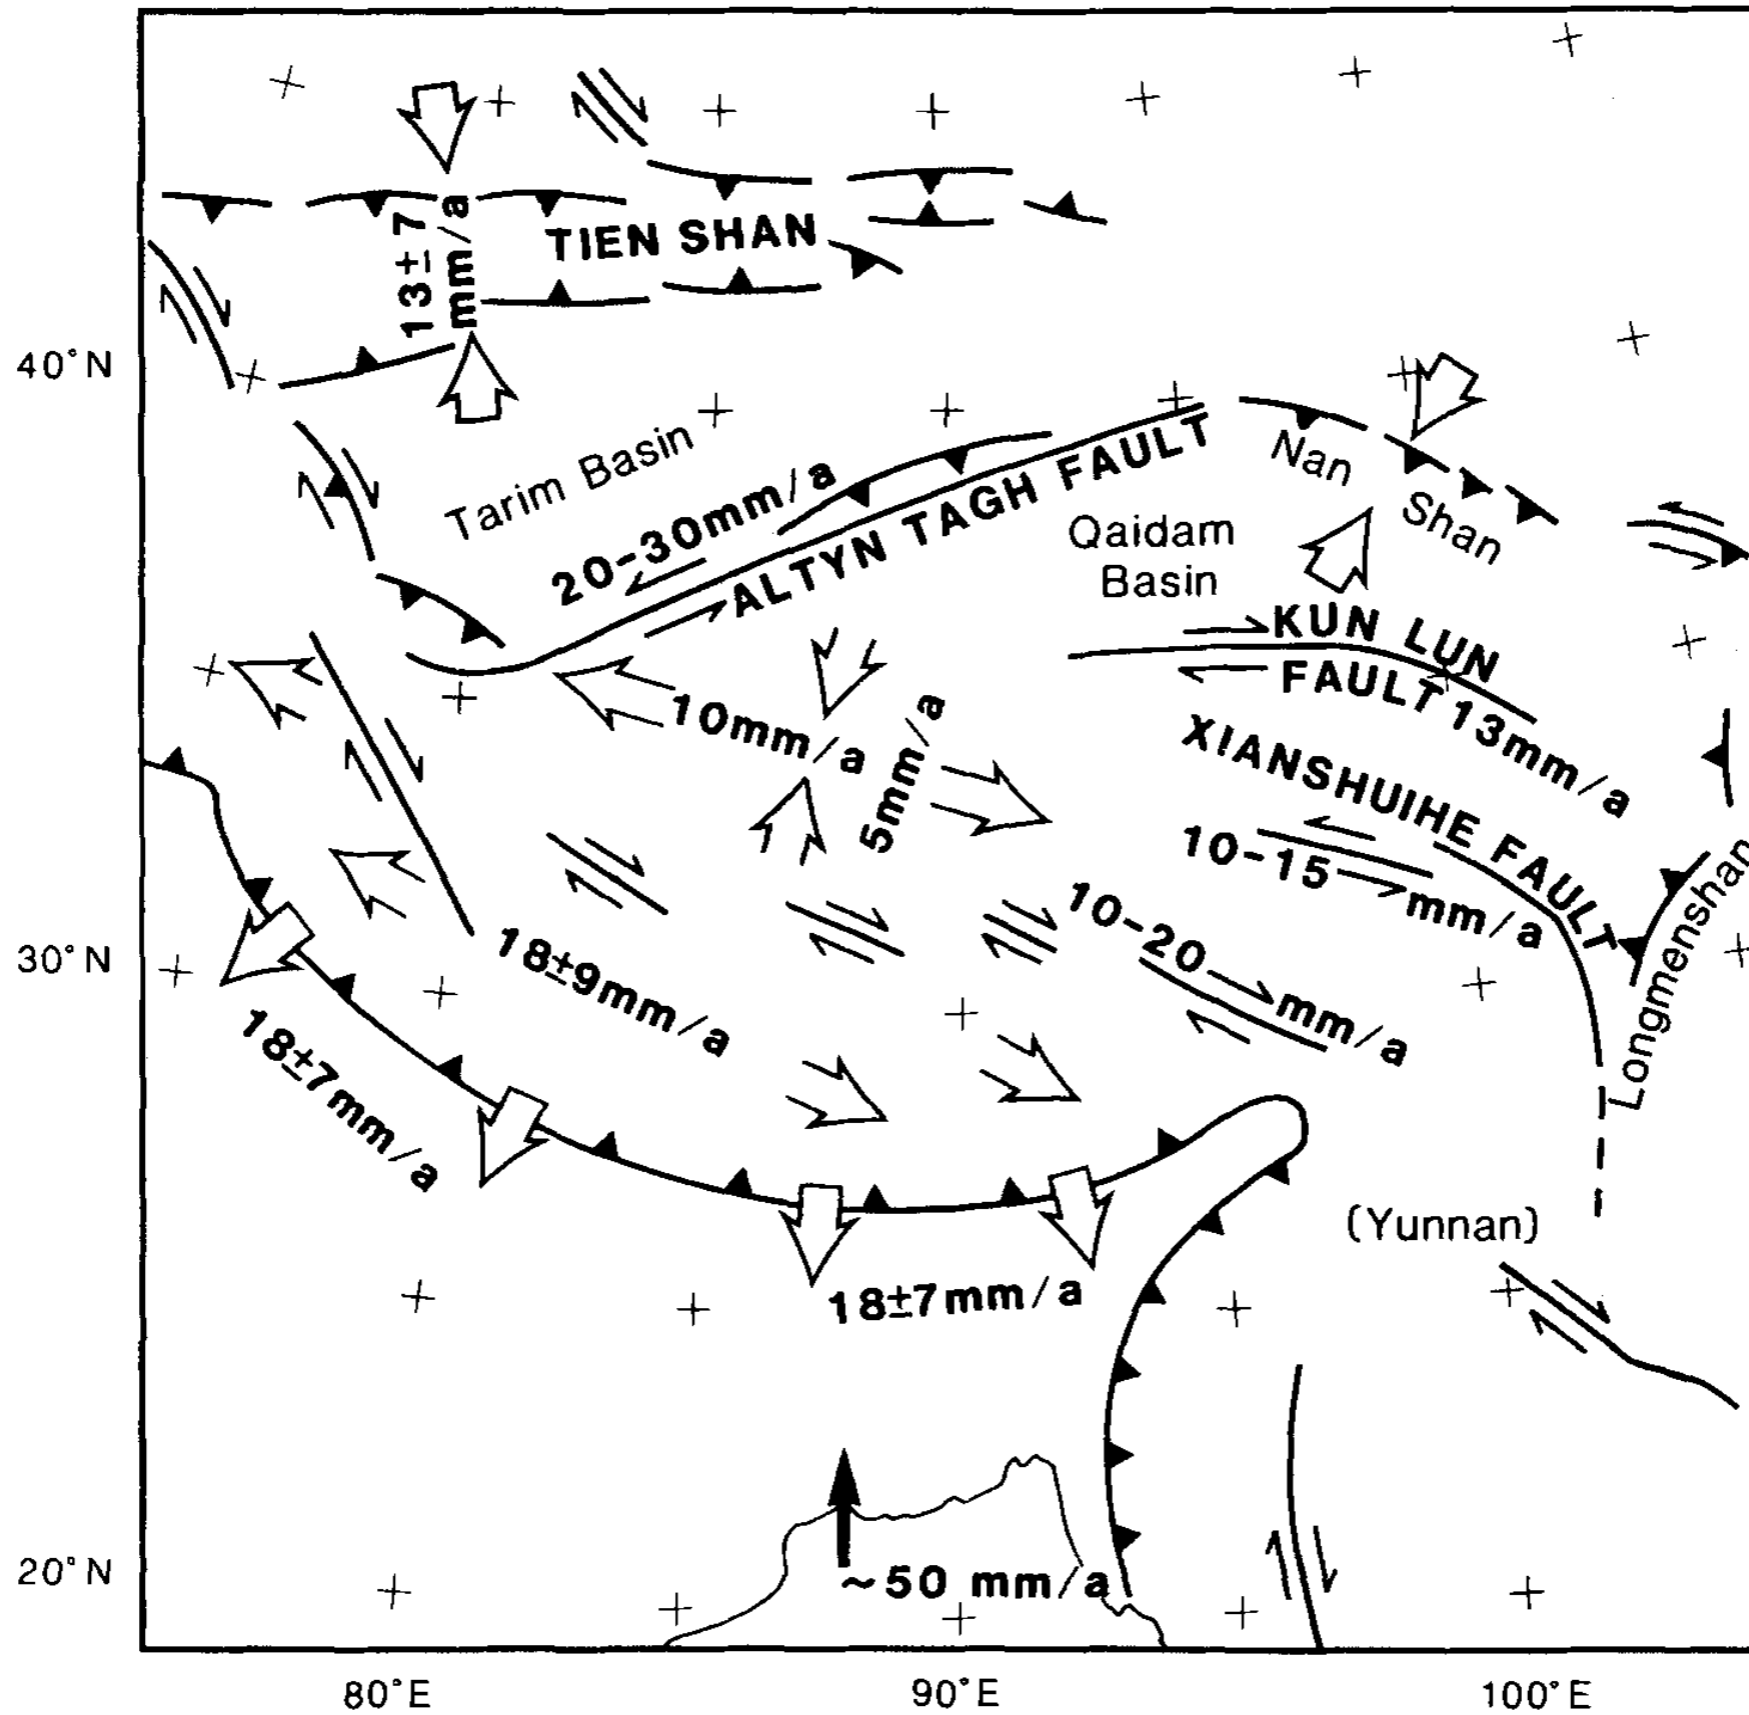 13±7
mm/a
TIEN SHAN
40°N
Tarim Basin
20-30mm/a
ALTYN TAGH FAULT
Nan
Shan
Qaidam
Basin
KUN LUN
FAULT 13mm/a
10mm/a
5mm/a
XIANSHUIHE FAULT
10-15
mm/a
10-20
mm/a
Longmenshan
30°N
18±9mm/a
18±7mm/a
(Yunnan)
18±7mm/a
~50 mm/a
20°N
80°E
90°E
100°E